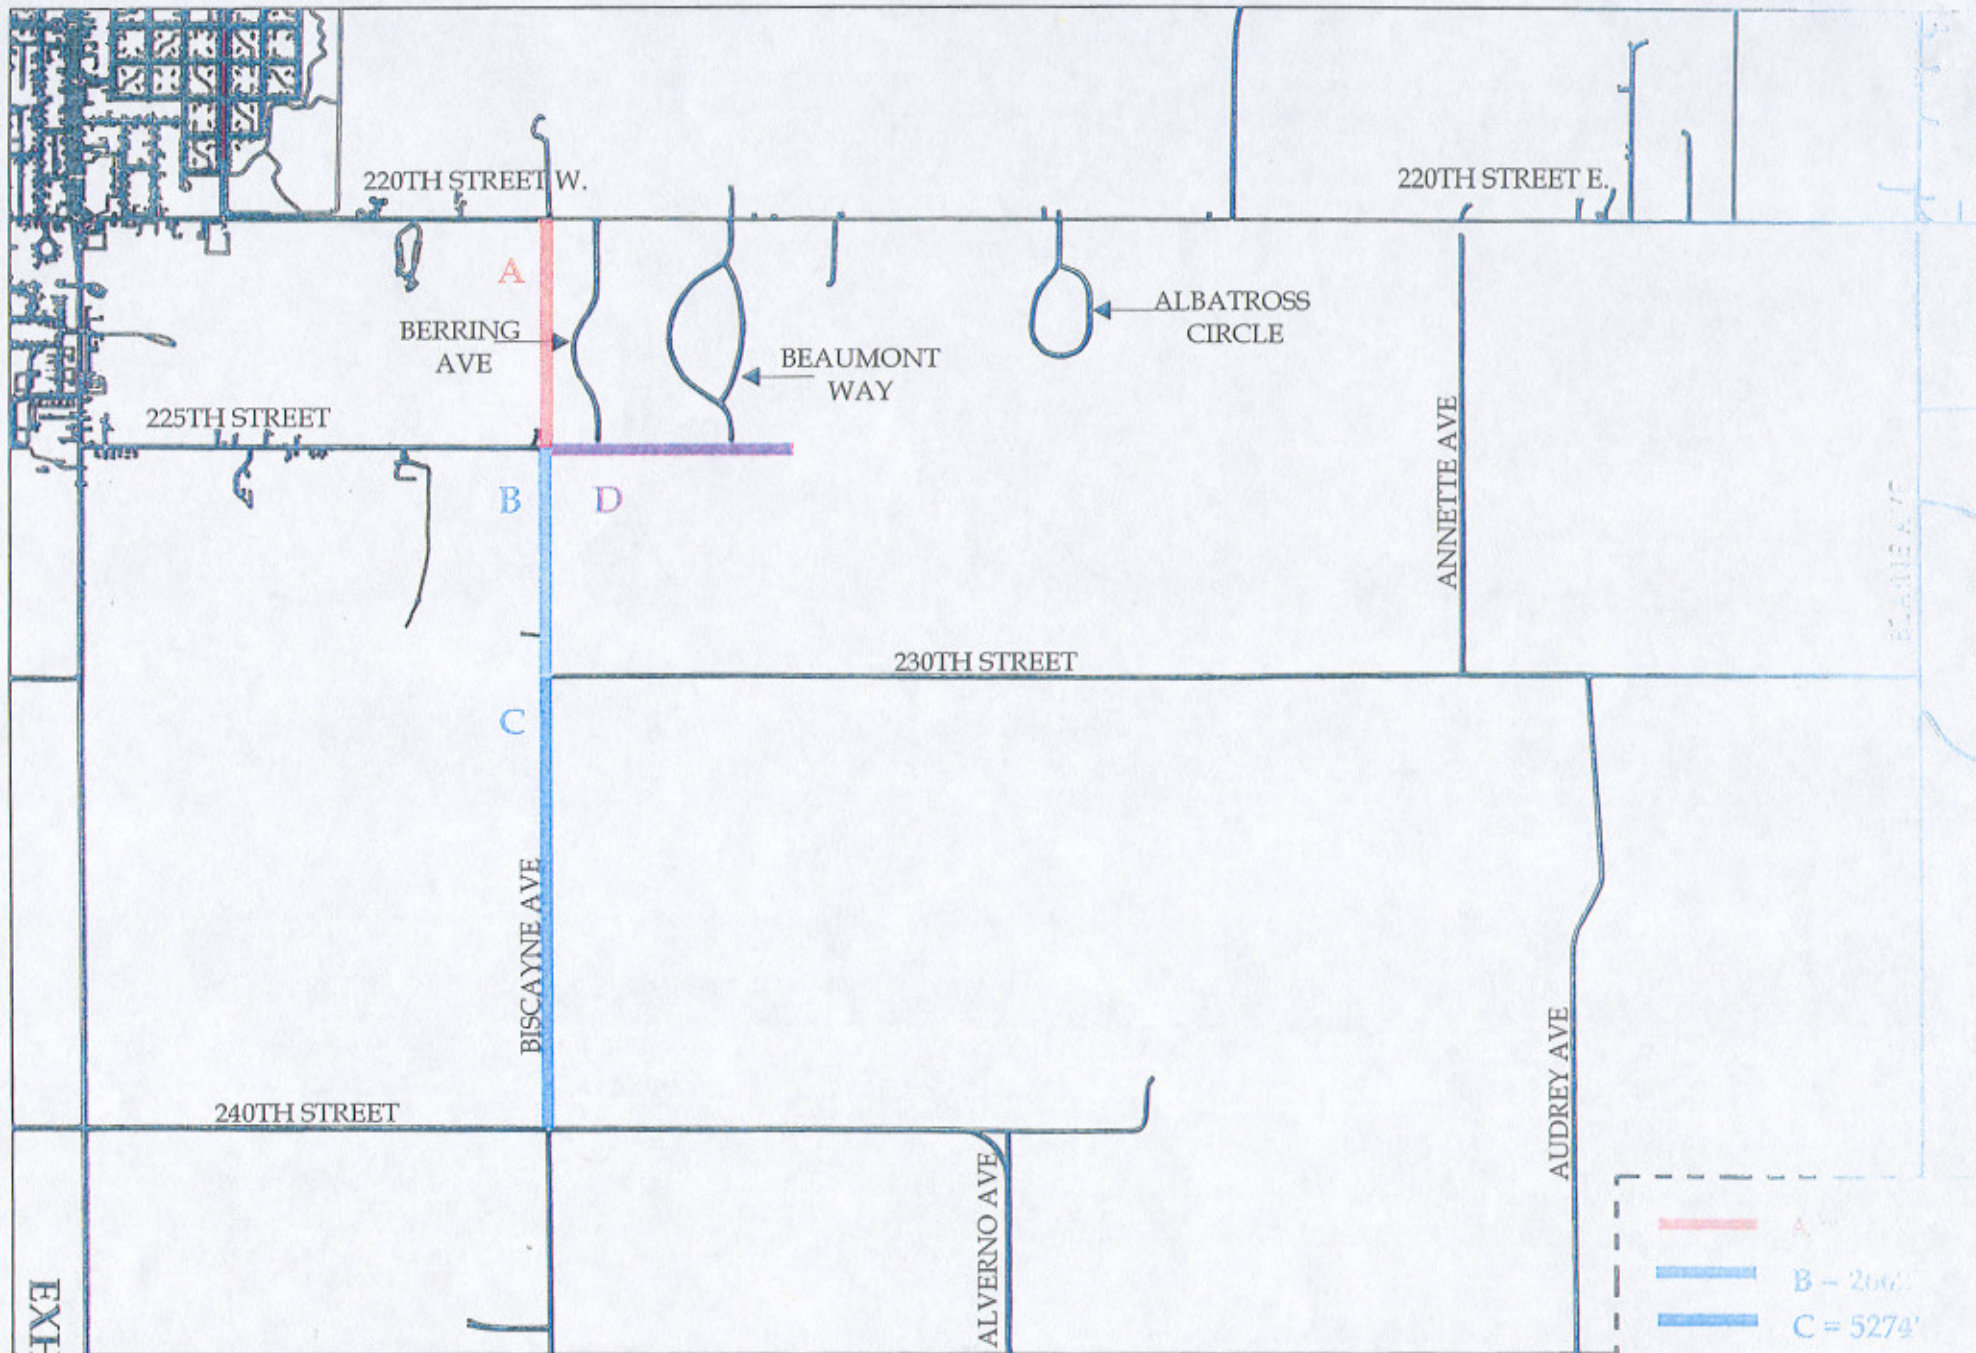 220TH STREET W.
220TH STREET E.
A
ALBATROSS
CIRCLE
BERRING
AVE
BEAUMONT
WAY
225TH STREET
ANNETTE AVE
B
D
230TH STREET
C
BISCAYNE AVE
AUDREY AVE
240TH STREET
ALVERNO AVE
A
B
C = 5274'